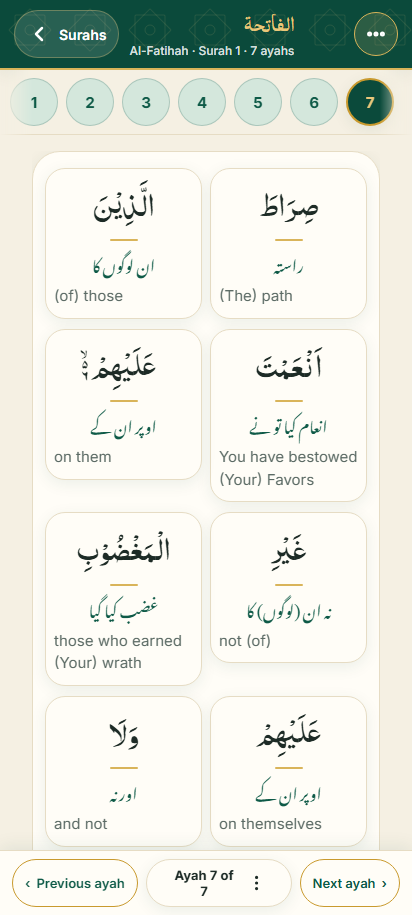 Surahs
الفاتحة
Al-Fatihah · Surah 1 · 7 ayahs
1 2 3 4 5 6 7
صِرَاطَ
راستہ
(The) path
الَّذِيْنَ
ان لوگوں کا
(of) those
اَنْعَمْتَ
انعام کیا تو نے
You have bestowed
(Your) Favors
عَلَيْهِمْ ۙ۬
اوپر ان کے
on them
غَيْرِ
نہ ان (لوگوں) کا
not (of)
الْمَغْضُوْبِ
غضب کیا گیا
those who earned
(Your) wrath
عَلَيْهِمْ
اوپر ان کے
on themselves
وَلَا
اور نہ
and not
‹ Previous ayah
Ayah 7 of
7
Next ayah ›